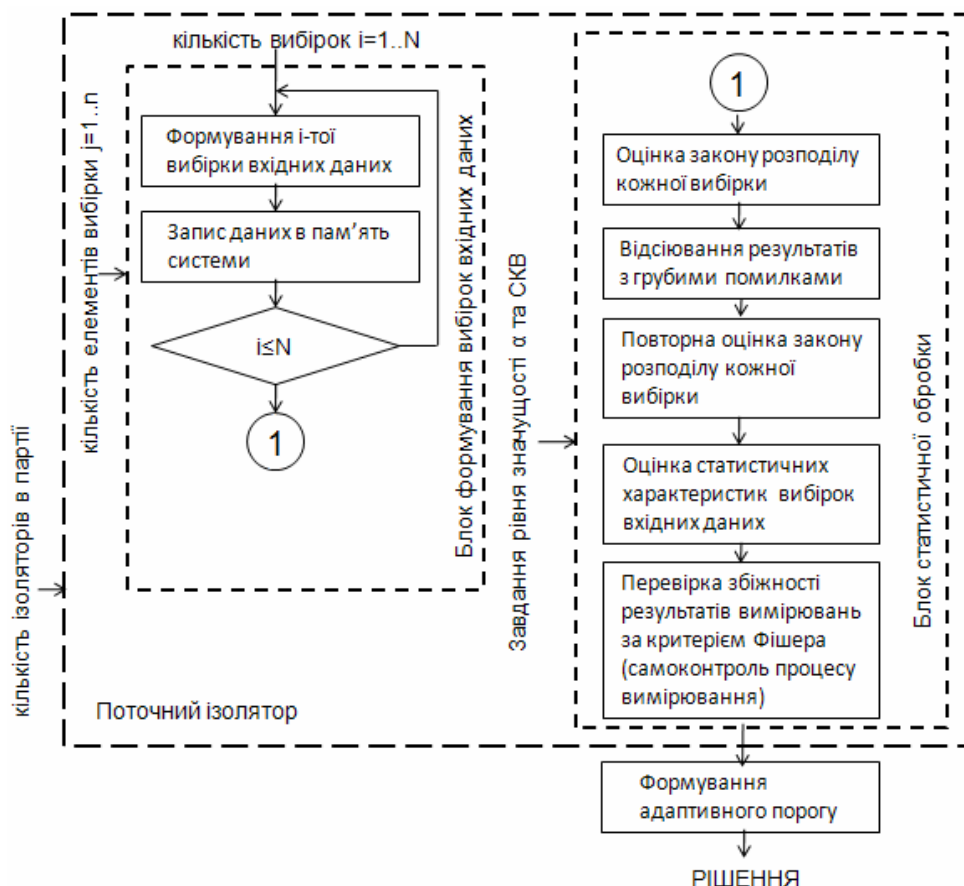 кількість вибірок i=1..N
Формування і-тої
вибірки вхідних даних
Запис даних в пам’ять
системи
i≤N
1
кількість елементів вибірки j=1..n
Блок формування вибірок вхідних даних
кількість ізоляторів в партії
Поточний ізолятор
Завдання рівня значущості α та СКВ
1
Оцінка закону розподілу
кожної вибірки
Відсіювання результатів
з грубими помилками
Повторна оцінка закону
розподілу кожної
вибірки
Оцінка статистичних
характеристик вибірок
вхідних даних
Перевірка збіжності
результатів вимірювань
за критерієм Фішера
(самоконтроль процесу
вимірювання)
Блок статистичної обробки
Формування
адаптивного порогу
РІШЕННЯ